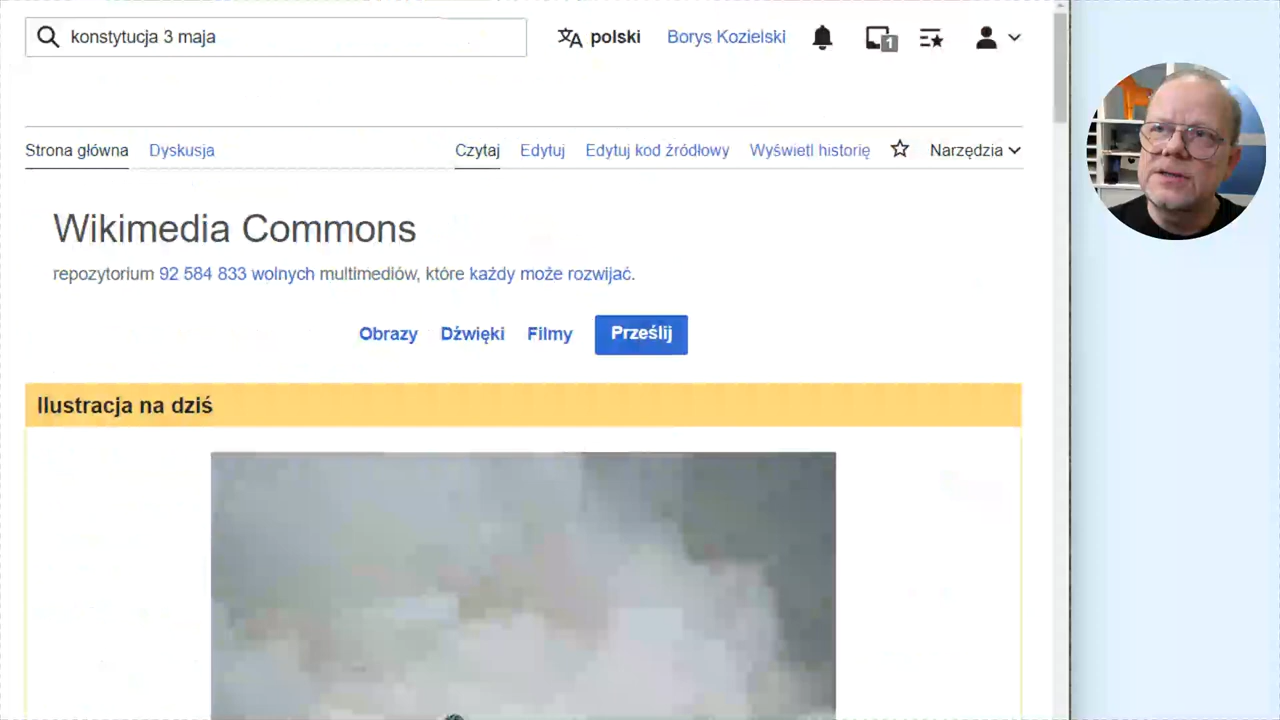 konstytucja 3 maja
polski
Borys Kozielski
1
Strona główna
Dyskusja
Czytaj
Edytuj
Edytuj kod źródłowy
Wyświetl historię
Narzędzia
Wikimedia Commons
repozytorium 92 584 833 wolnych multimediów, które każdy może rozwijać.
Obrazy
Dźwięki
Filmy
Prześlij
Ilustracja na dziś